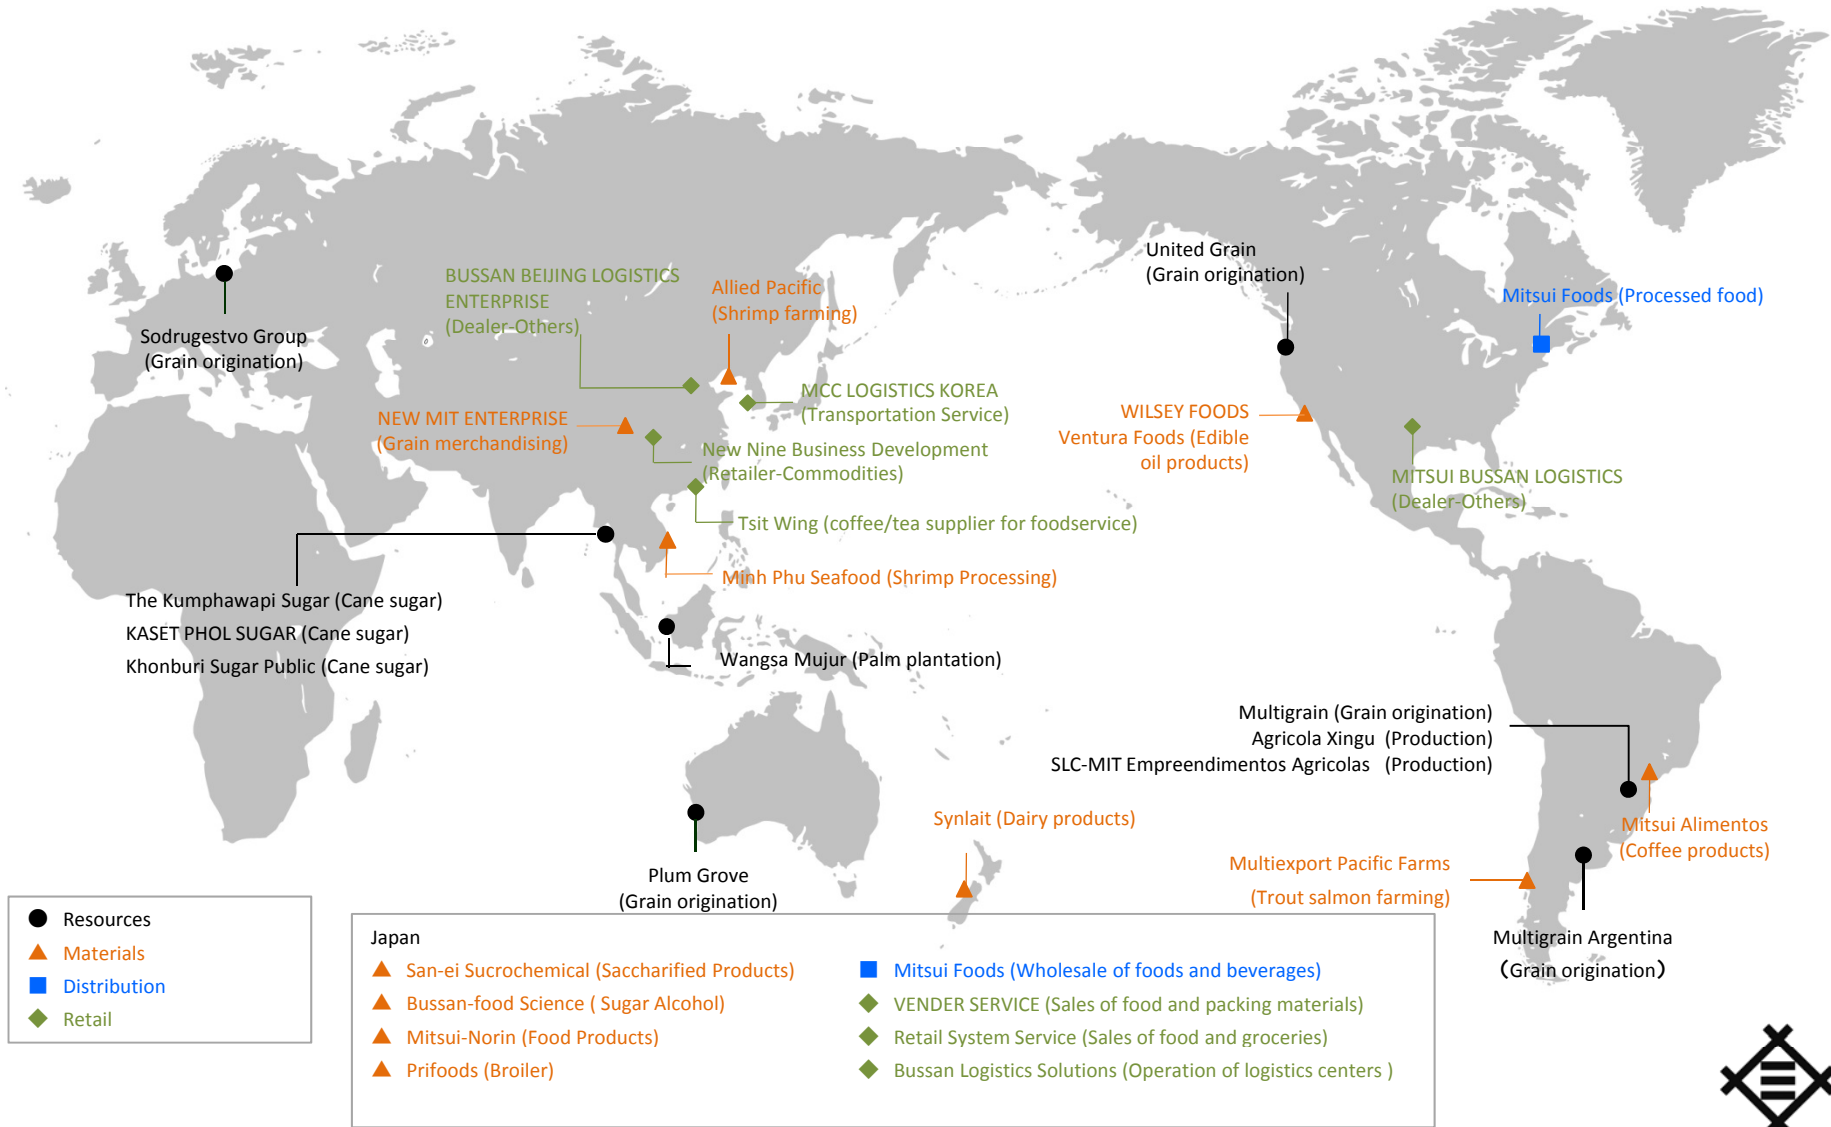 United Grain
(Grain origination)
BUSSAN BEIJING LOGISTICS
ENTERPRISE
(Dealer-Others)
Allied Pacific
(Shrimp farming)
Mitsui Foods (Processed food)
Sodrugestvo Group
(Grain origination)
MCC LOGISTICS KOREA
(Transportation Service)
NEW MIT ENTERPRISE
(Grain merchandising)
WILSEY FOODS
Ventura Foods (Edible
oil products)
New Nine Business Development
(Retailer-Commodities)
MITSUI BUSSAN LOGISTICS
(Dealer-Others)
Tsit Wing (coffee/tea supplier for foodservice)
Minh Phu Seafood (Shrimp Processing)
The Kumphawapi Sugar (Cane sugar)
KASET PHOL SUGAR (Cane sugar)
Khonburi Sugar Public (Cane sugar)
Wangsa Mujur (Palm plantation)
Multigrain (Grain origination)
Agricola Xingu (Production)
SLC-MIT Empreendimentos Agricolas (Production)
Synlait (Dairy products)
Mitsui Alimentos
(Coffee products)
Plum Grove
(Grain origination)
Multiexport Pacific Farms
(Trout salmon farming)
Multigrain Argentina
（Grain origination）
Resources
Materials
Distribution
Retail
Japan
San-ei Sucrochemical (Saccharified Products)
Bussan-food Science ( Sugar Alcohol)
Mitsui-Norin (Food Products)
Prifoods (Broiler)
Mitsui Foods (Wholesale of foods and beverages)
VENDER SERVICE (Sales of food and packing materials)
Retail System Service (Sales of food and groceries)
Bussan Logistics Solutions (Operation of logistics centers )